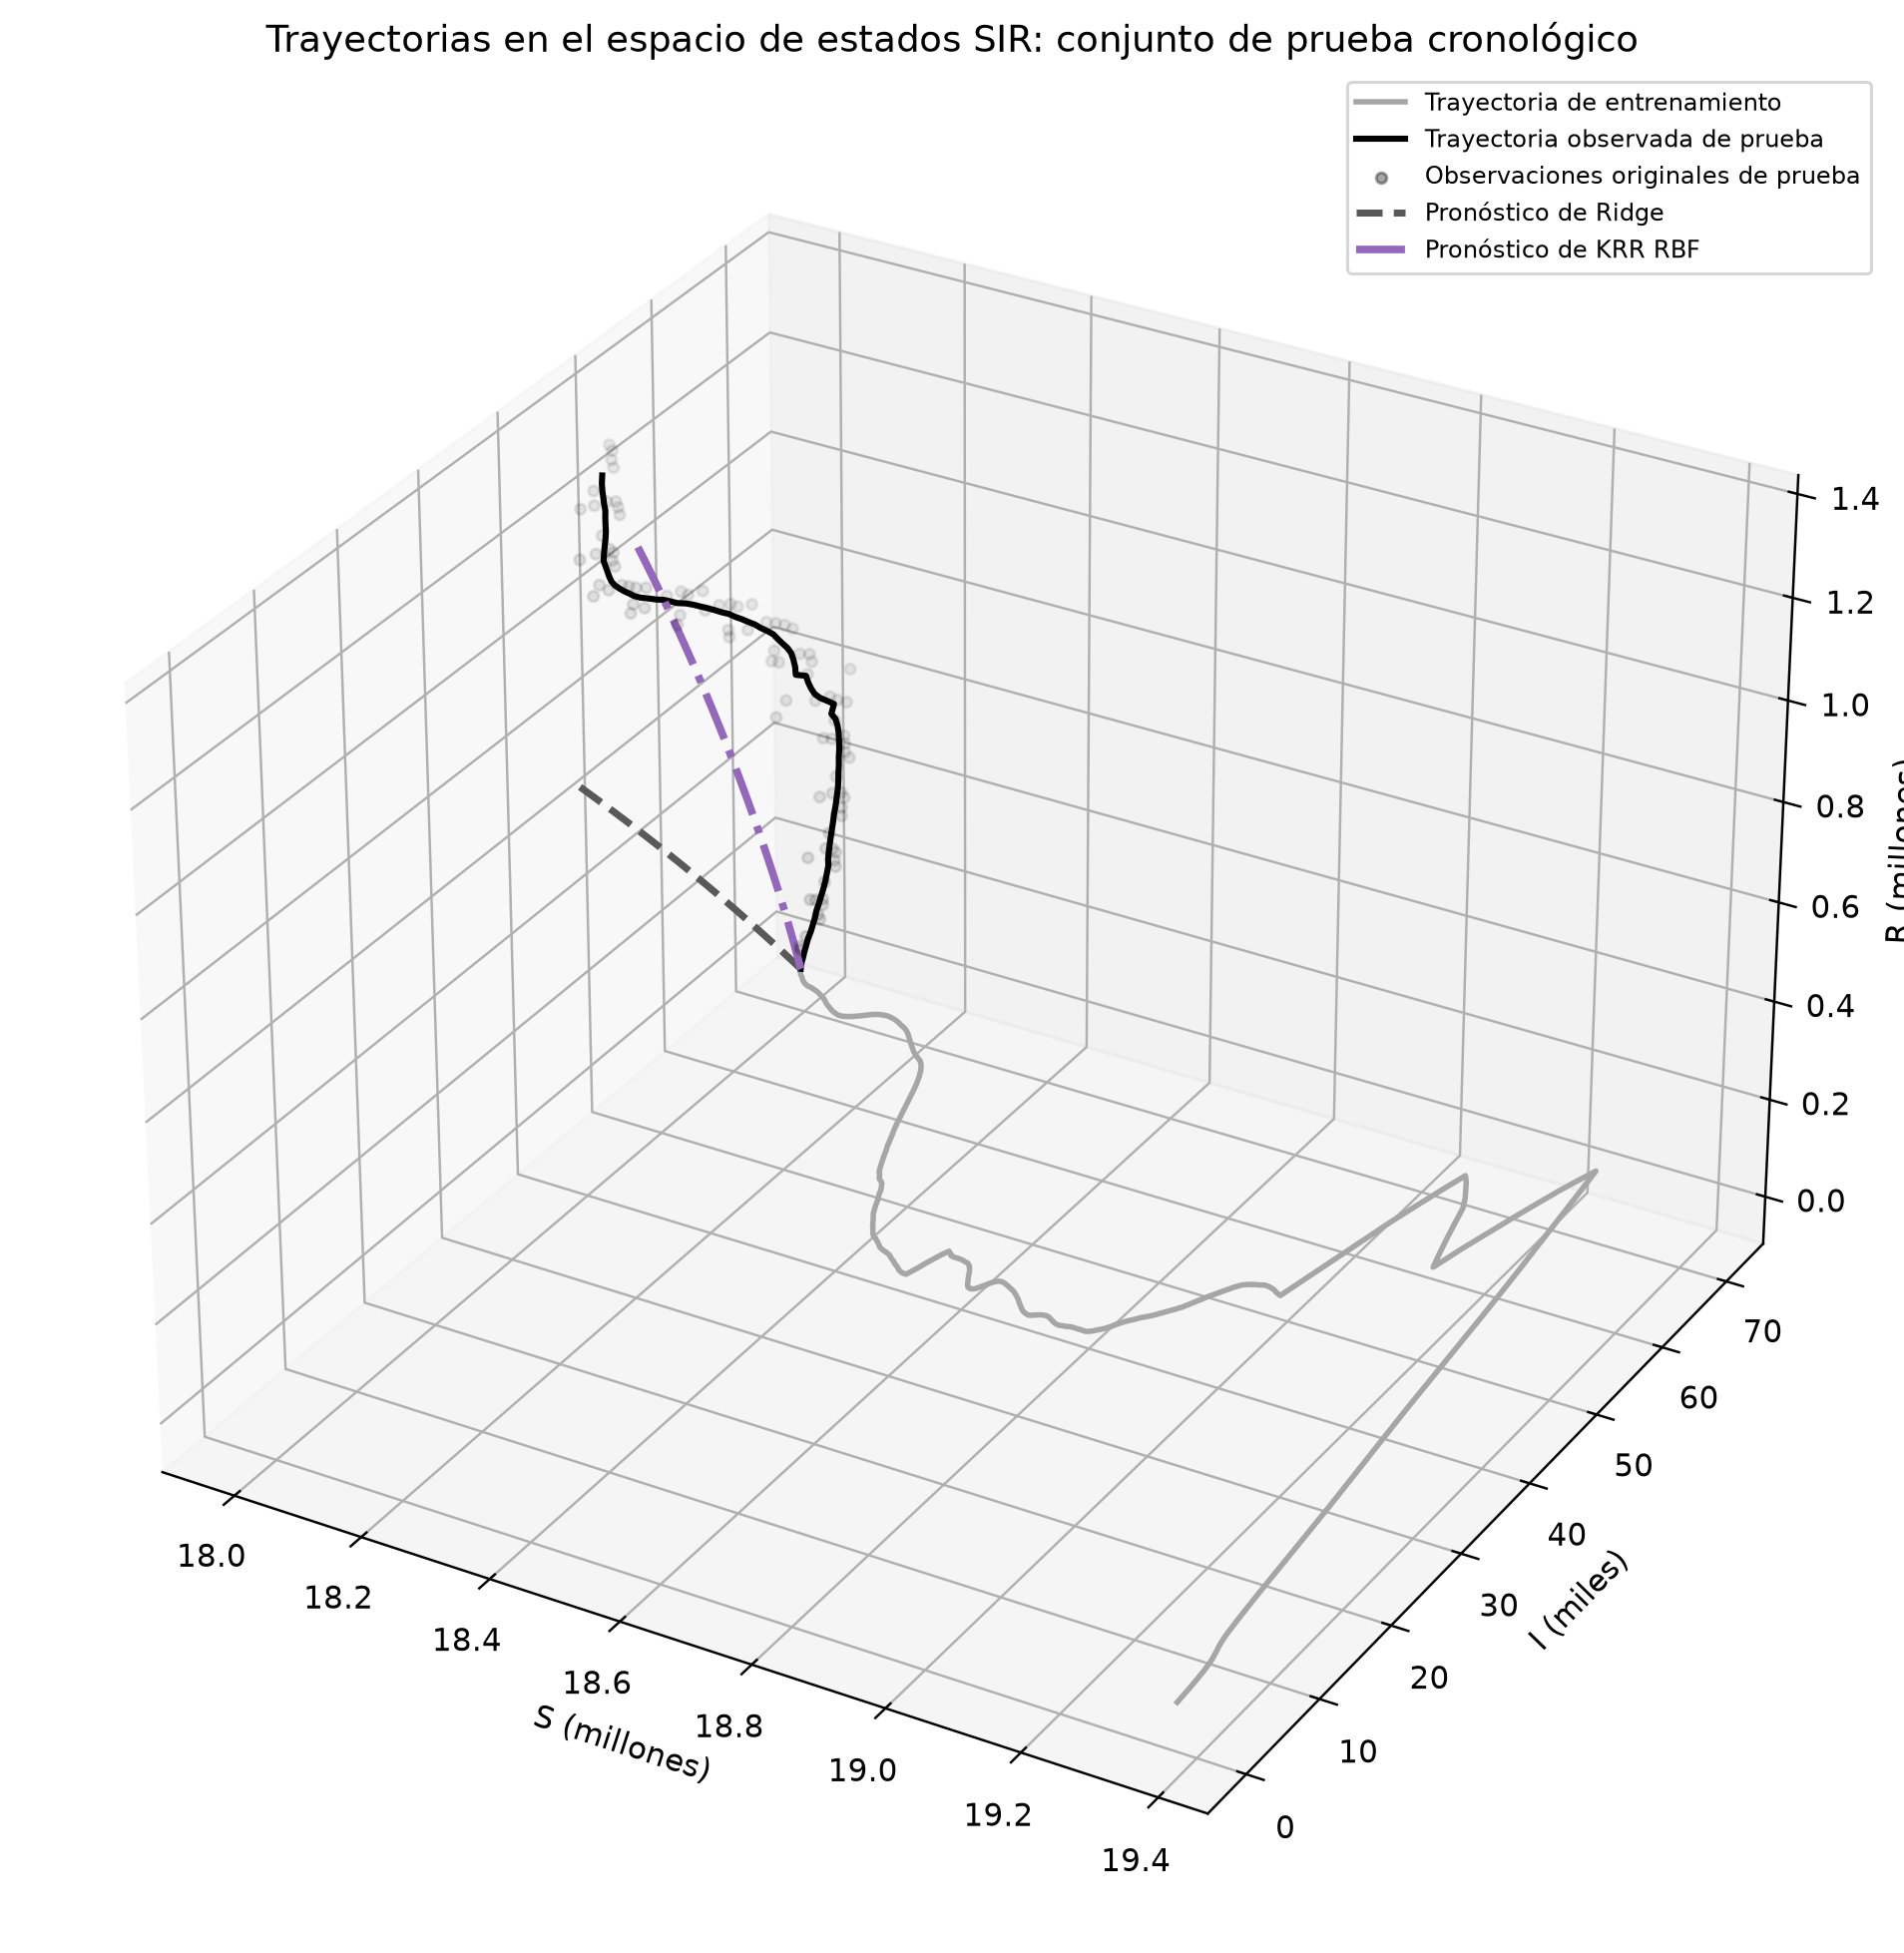 Trayectorias en el espacio de estados SIR: conjunto de prueba cronológico
Trayectoria de entrenamiento
Trayectoria observada de prueba
Observaciones originales de prueba
Pronóstico de Ridge
Pronóstico de KRR RBF
1.4
1.2
1.0
0.8
0.6
0.4
0.2
0.0
R (millones)
70
60
50
40
30
20
10
0
I (miles)
18.0
18.2
18.4
18.6
18.8
19.0
19.2
19.4
S (millones)